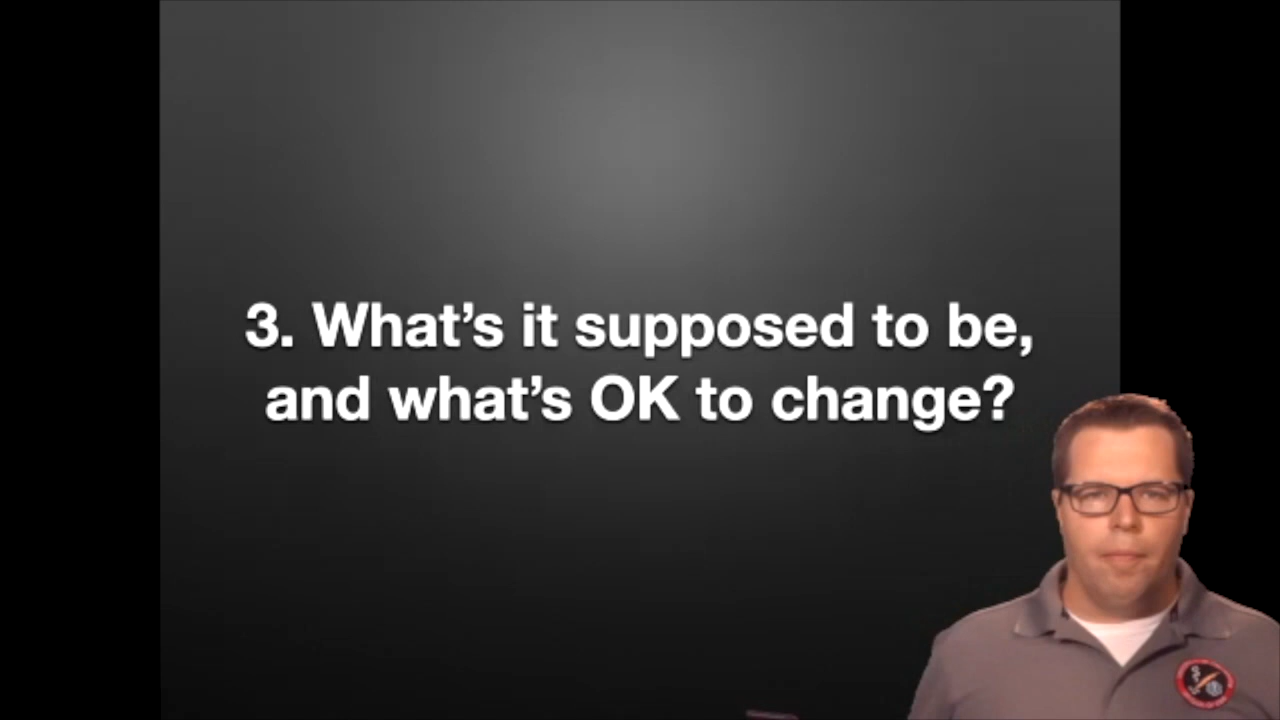 3. What’s it supposed to be,
and what’s OK to change?